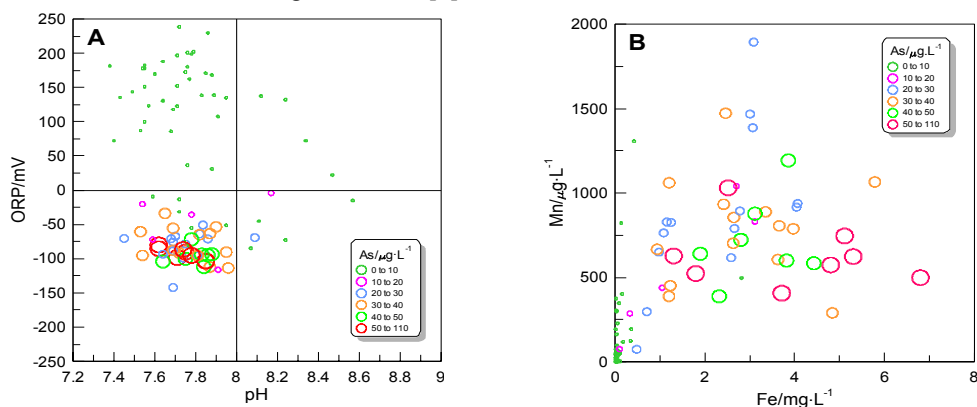 A
ORP/mV
250
200
150
100
50
0
-50
-100
-150
-200
-250
7.2 7.4 7.6 7.8 8 8.2 8.4 8.6 8.8 9
pH
As/μg·L⁻¹
0 to 10
10 to 20
20 to 30
30 to 40
40 to 50
50 to 110
B
Mn/μg·L⁻¹
2000
1500
1000
500
0
0 2 4 6 8
Fe/mg·L⁻¹
As/μg.L⁻¹
0 to 10
10 to 20
20 to 30
30 to 40
40 to 50
50 to 110